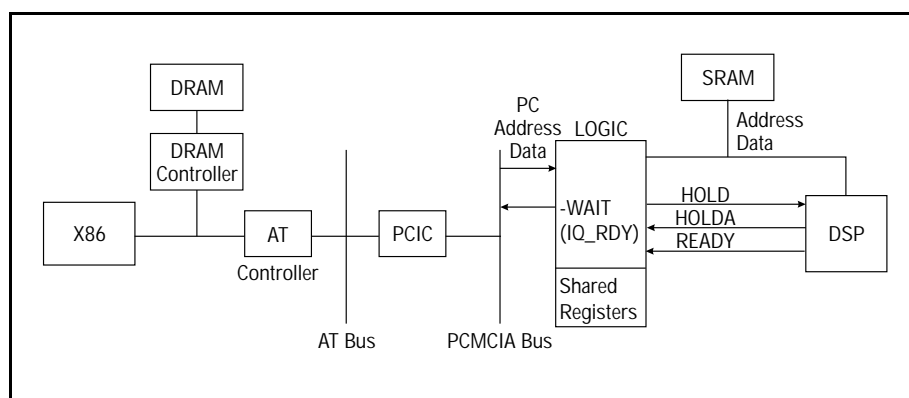 DRAM
DRAM
Controller
X86
AT
Controller
AT Bus
PCIC
PCMCIA Bus
PC
Address
Data
LOGIC
-WAIT
(IQ_RDY)
Shared
Registers
SRAM
Address
Data
HOLD
HOLDA
READY
DSP